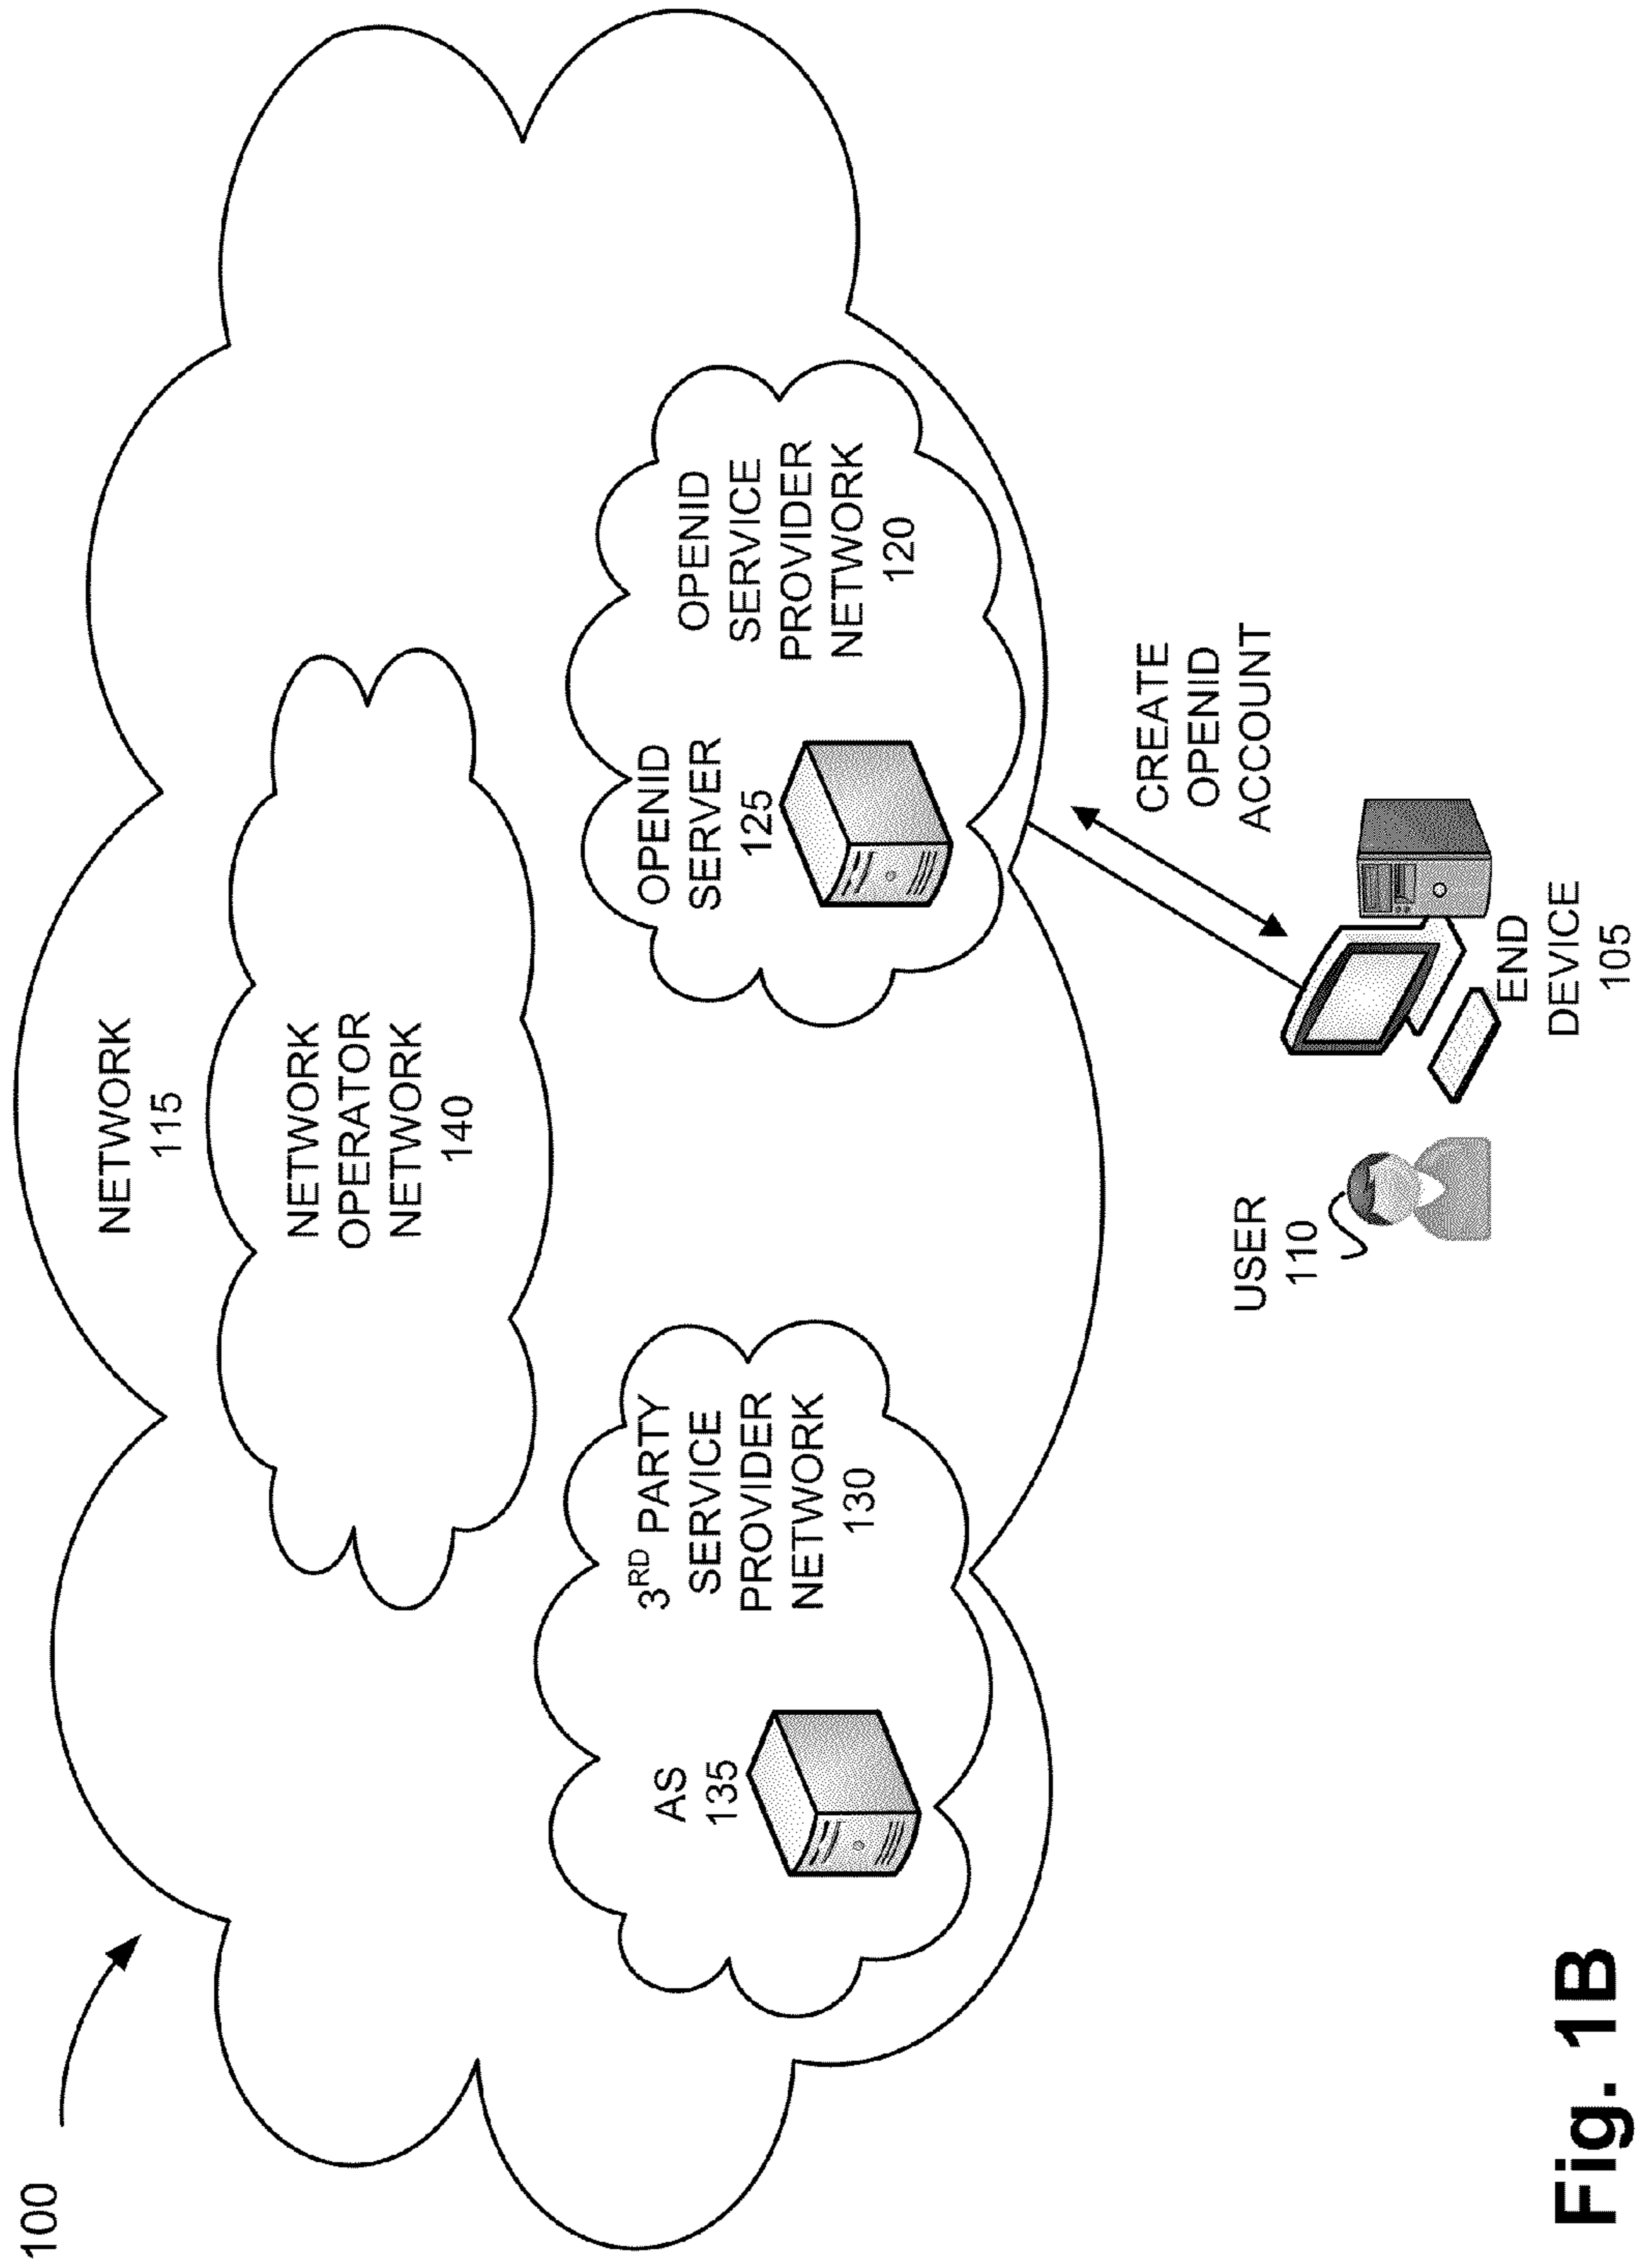 100
NETWORK
115
NETWORK
OPERATOR
NETWORK
140
3RD PARTY
SERVICE
PROVIDER
NETWORK
130
AS
135
OPENID
SERVER
125
OPENID
SERVICE
PROVIDER
NETWORK
120
CREATE
OPENID
ACCOUNT
USER
110
END
DEVICE
105
Fig. 1B